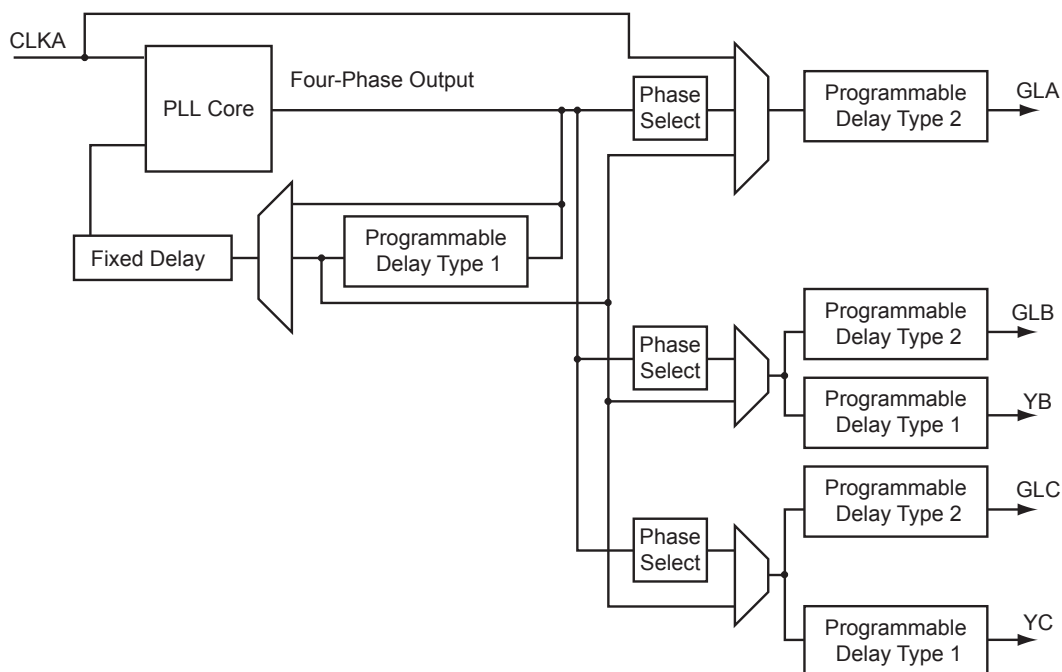 CLKA
PLL Core
Four-Phase Output
Phase
Select
Programmable
Delay Type 2
GLA
Fixed Delay
Programmable
Delay Type 1
Phase
Select
Programmable
Delay Type 2
GLB
Programmable
Delay Type 1
YB
Phase
Select
Programmable
Delay Type 2
GLC
Programmable
Delay Type 1
YC